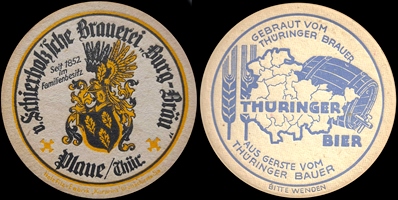 v. Schierholz'sche Brauerei „Burg-Bräu"
Seit 1852
im
Familienbesitz.
Plaue/Thür.
GEBRAUT VOM
THÜRINGER BRAUER
THÜRINGER
BIER
AUS GERSTE VOM
THÜRINGER BAUER
BITTE WENDEN